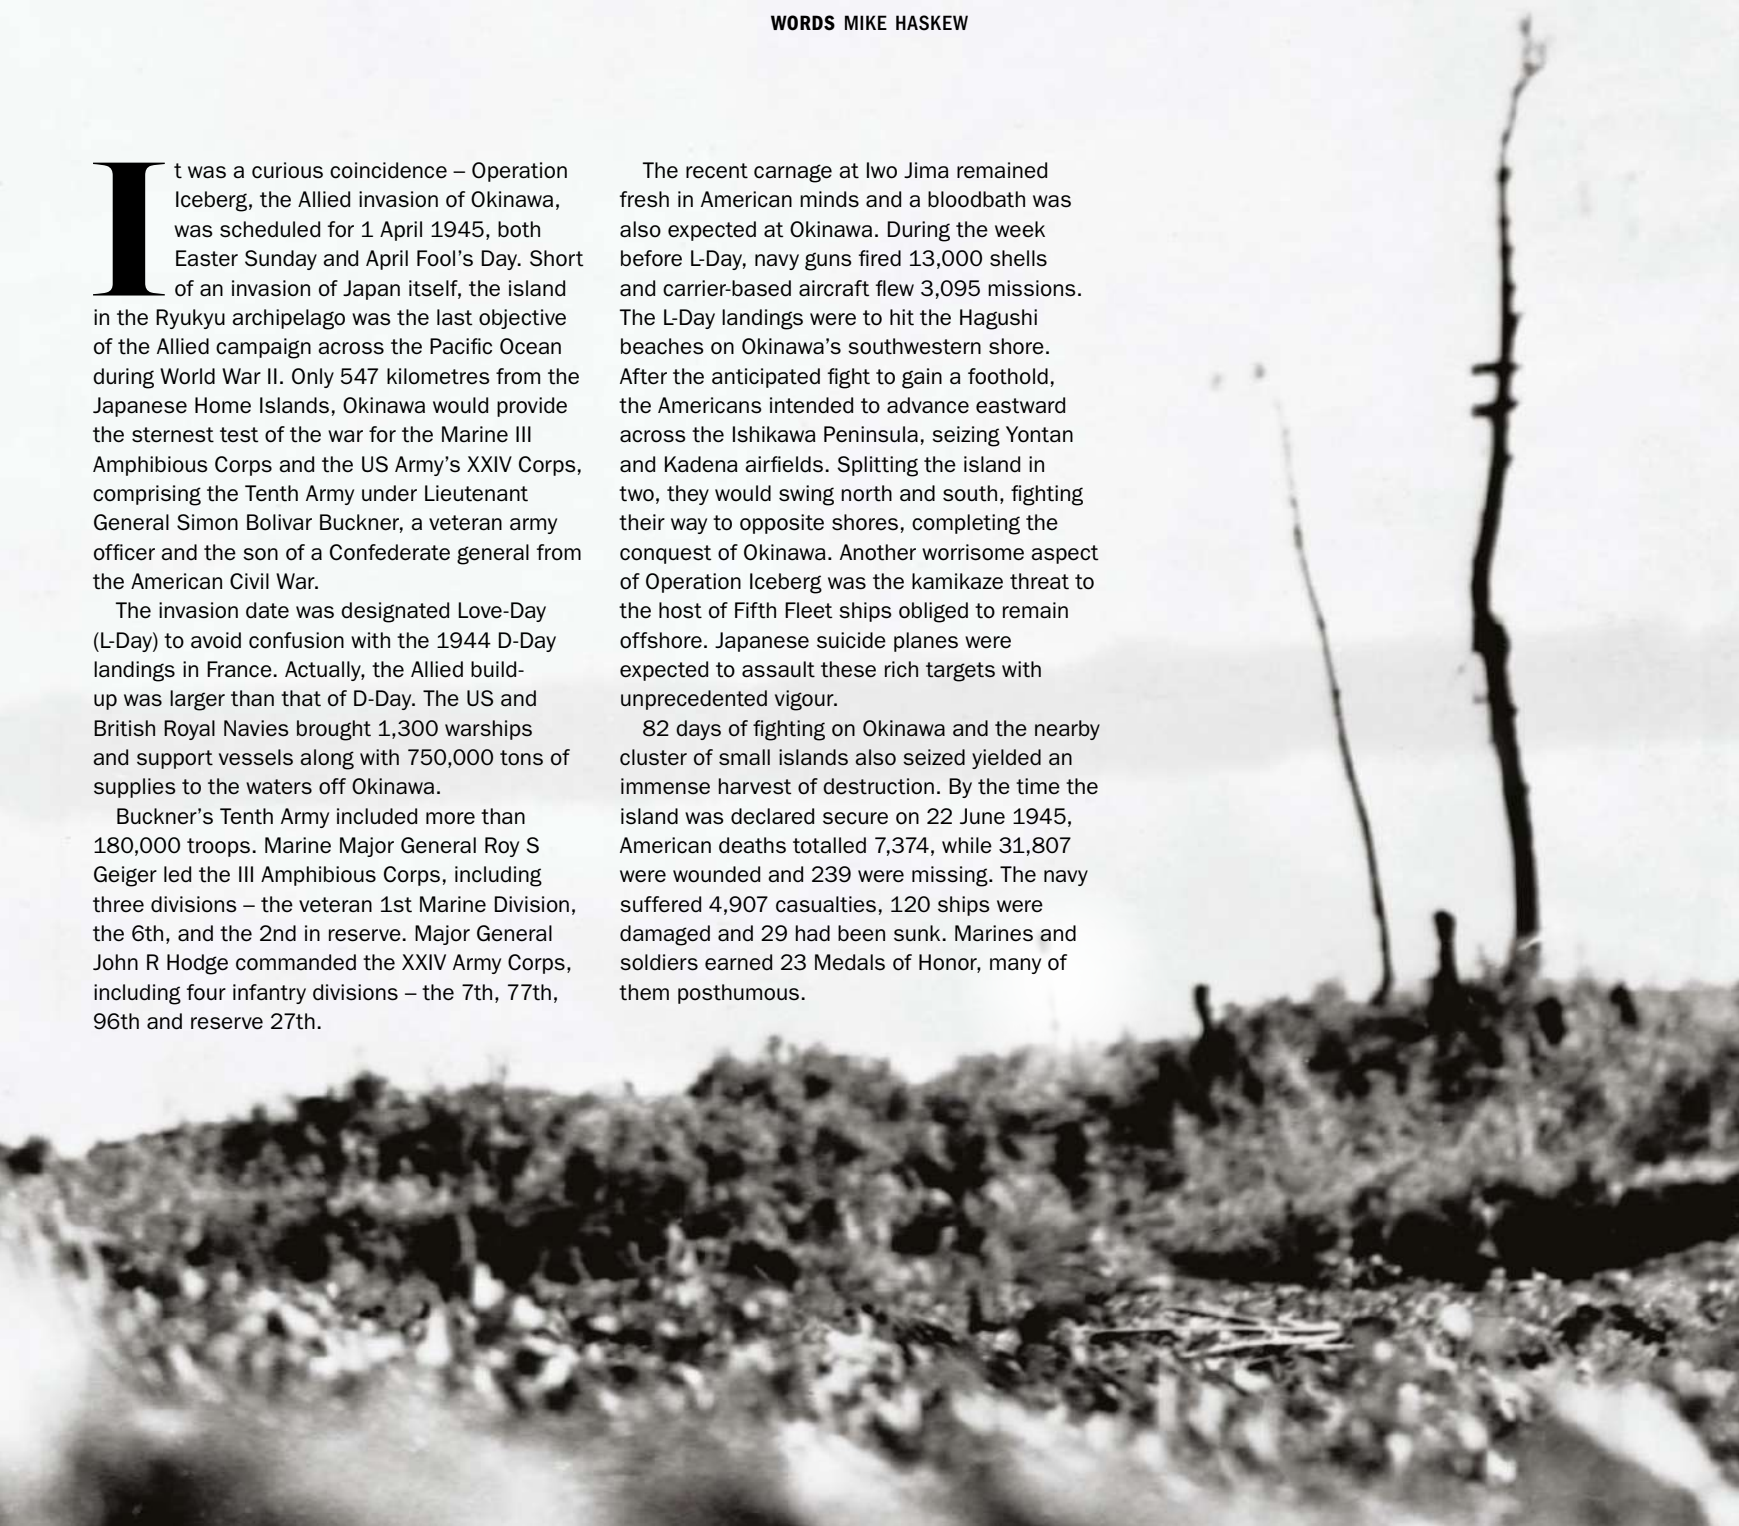 WORDS MIKE HASKEW
It was a curious coincidence – Operation
Iceberg, the Allied invasion of Okinawa,
was scheduled for 1 April 1945, both
Easter Sunday and April Fool's Day. Short
of an invasion of Japan itself, the island
in the Ryukyu archipelago was the last objective
of the Allied campaign across the Pacific Ocean
during World War II. Only 547 kilometres from the
Japanese Home Islands, Okinawa would provide
the sternest test of the war for the Marine III
Amphibious Corps and the US Army's XXIV Corps,
comprising the Tenth Army under Lieutenant
General Simon Bolivar Buckner, a veteran army
officer and the son of a Confederate general from
the American Civil War.
The invasion date was designated Love-Day
(L-Day) to avoid confusion with the 1944 D-Day
landings in France. Actually, the Allied build-
up was larger than that of D-Day. The US and
British Royal Navies brought 1,300 warships
and support vessels along with 750,000 tons of
supplies to the waters off Okinawa.
Buckner's Tenth Army included more than
180,000 troops. Marine Major General Roy S
Geiger led the III Amphibious Corps, including
three divisions – the veteran 1st Marine Division,
the 6th, and the 2nd in reserve. Major General
John R Hodge commanded the XXIV Army Corps,
including four infantry divisions – the 7th, 77th,
96th and reserve 27th.
The recent carnage at Iwo Jima remained
fresh in American minds and a bloodbath was
also expected at Okinawa. During the week
before L-Day, navy guns fired 13,000 shells
and carrier-based aircraft flew 3,095 missions.
The L-Day landings were to hit the Hagushi
beaches on Okinawa's southwestern shore.
After the anticipated fight to gain a foothold,
the Americans intended to advance eastward
across the Ishikawa Peninsula, seizing Yontan
and Kadena airfields. Splitting the island in
two, they would swing north and south, fighting
their way to opposite shores, completing the
conquest of Okinawa. Another worrisome aspect
of Operation Iceberg was the kamikaze threat to
the host of Fifth Fleet ships obliged to remain
offshore. Japanese suicide planes were
expected to assault these rich targets with
unprecedented vigour.
82 days of fighting on Okinawa and the nearby
cluster of small islands also seized yielded an
immense harvest of destruction. By the time the
island was declared secure on 22 June 1945,
American deaths totalled 7,374, while 31,807
were wounded and 239 were missing. The navy
suffered 4,907 casualties, 120 ships were
damaged and 29 had been sunk. Marines and
soldiers earned 23 Medals of Honor, many of
them posthumous.